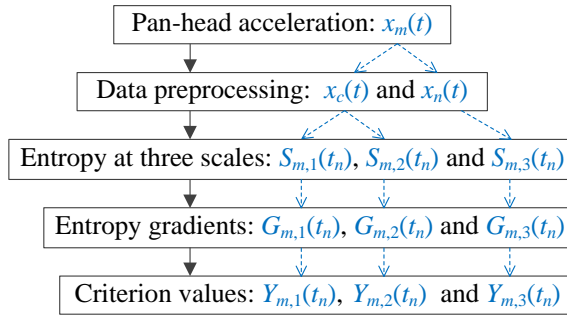 Pan-head acceleration: xₘ(t)
Data preprocessing: x_c(t) and xₙ(t)
Entropy at three scales: Sₘ,₁(tₙ), Sₘ,₂(tₙ) and Sₘ,₃(tₙ)
Entropy gradients: Gₘ,₁(tₙ), Gₘ,₂(tₙ) and Gₘ,₃(tₙ)
Criterion values: Yₘ,₁(tₙ), Yₘ,₂(tₙ) and Yₘ,₃(tₙ)